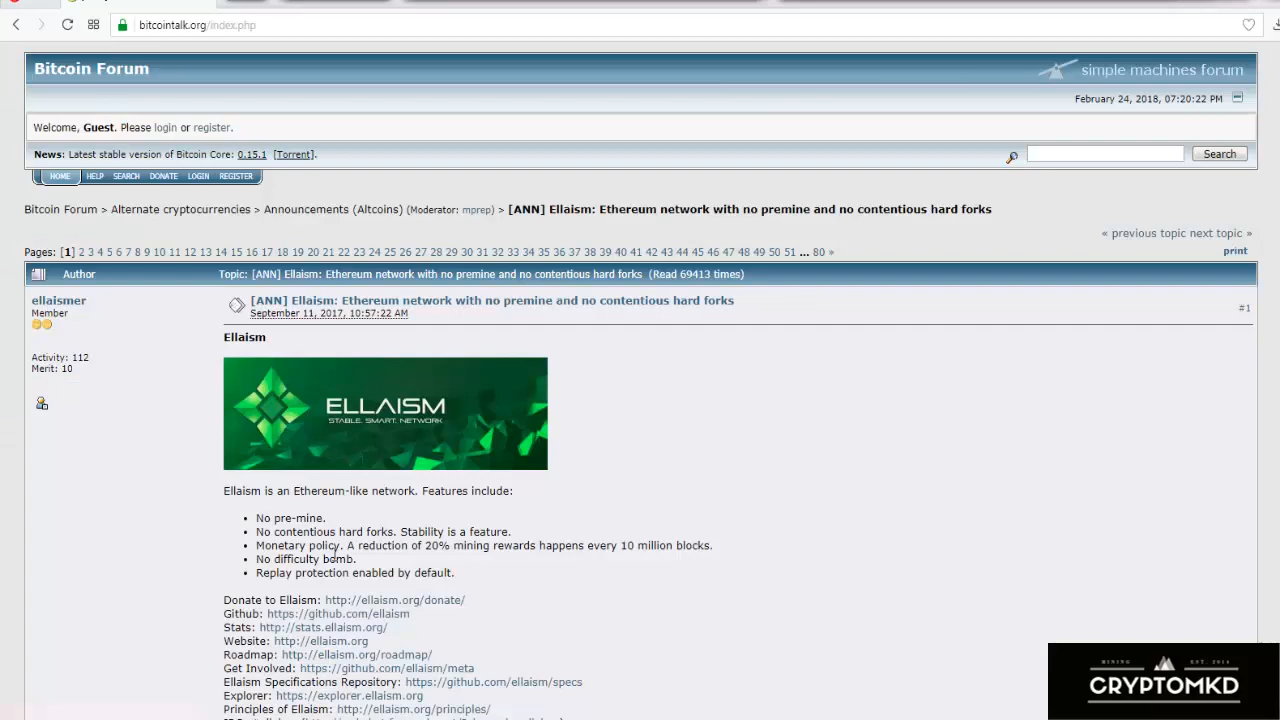 bitcointalk.org/index.php
Bitcoin Forum
simple machines forum
February 24, 2018, 07:20:22 PM
Welcome, Guest. Please login or register.
News: Latest stable version of Bitcoin Core: 0.15.1 [Torrent].
Search
HOME HELP SEARCH DONATE LOGIN REGISTER
Bitcoin Forum > Alternate cryptocurrencies > Announcements (Altcoins) (Moderator: mprep) > [ANN] Ellaism: Ethereum network with no premine and no contentious hard forks
« previous topic next topic »
Pages: [1] 2 3 4 5 6 7 8 9 10 11 12 13 14 15 16 17 18 19 20 21 22 23 24 25 26 27 28 29 30 31 32 33 34 35 36 37 38 39 40 41 42 43 44 45 46 47 48 49 50 51 ... 80 »
print
Author Topic: [ANN] Ellaism: Ethereum network with no premine and no contentious hard forks (Read 69413 times)
ellaismer
Member
Activity: 112
Merit: 10
[ANN] Ellaism: Ethereum network with no premine and no contentious hard forks
September 11, 2017, 10:57:22 AM
#1
Ellaism
ELLAISM
STABLE. SMART. NETWORK
Ellaism is an Ethereum-like network. Features include:
• No pre-mine.
• No contentious hard forks. Stability is a feature.
• Monetary policy. A reduction of 20% mining rewards happens every 10 million blocks.
• No difficulty bomb.
• Replay protection enabled by default.
Donate to Ellaism: http://ellaism.org/donate/
Github: https://github.com/ellaism
Stats: http://stats.ellaism.org/
Website: http://ellaism.org
Roadmap: http://ellaism.org/roadmap/
Get Involved: https://github.com/ellaism/meta
Ellaism Specifications Repository: https://github.com/ellaism/specs
Explorer: https://explorer.ellaism.org
Principles of Ellaism: http://ellaism.org/principles/
MINING EST. 2014
CRYPTOMKD